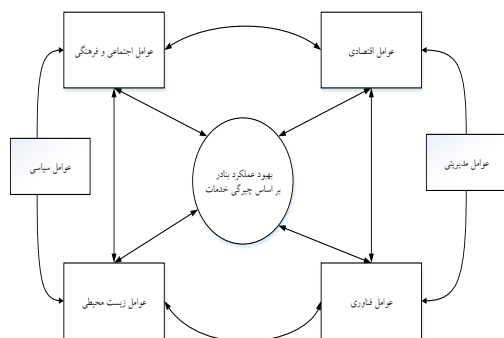 عوامل اقتصادی
عوامل اجتماعی و فرهنگی
عوامل مدیریتی
بهبود عملکرد بنادر
بر اساس چیرگی خدمات
عوامل سیاسی
عوامل فناوری
عوامل زیست محیطی